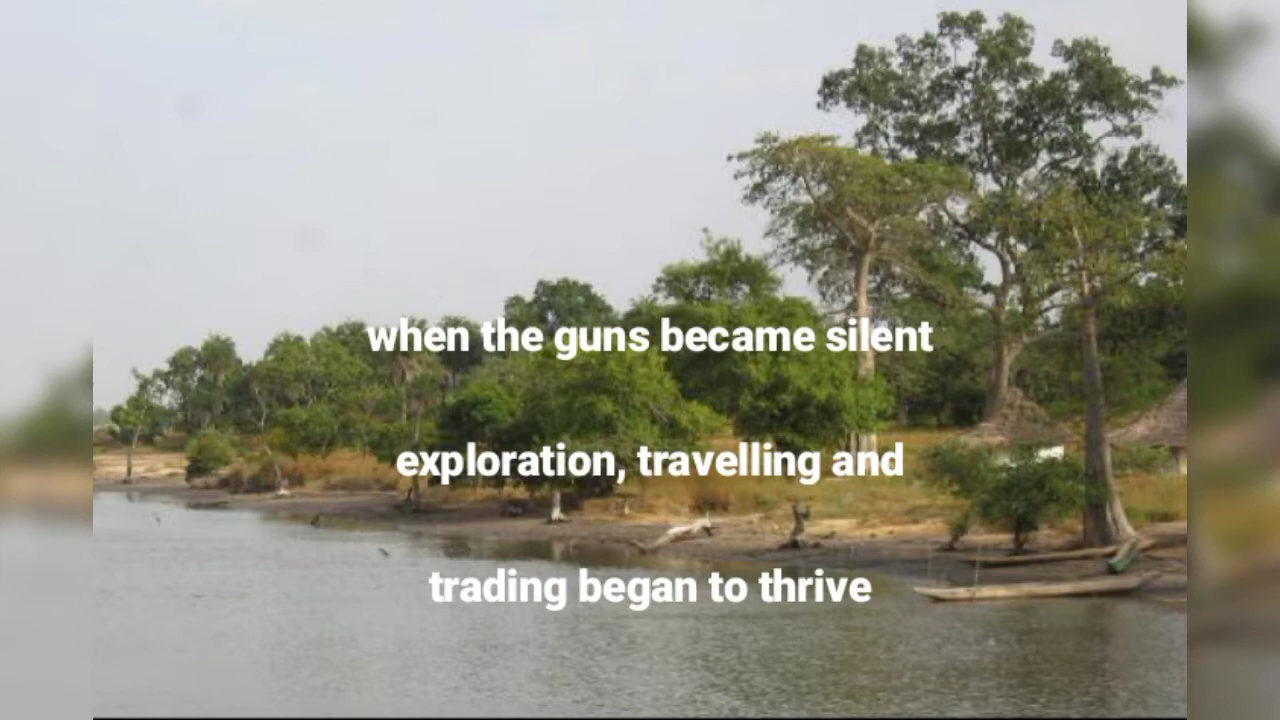 when the guns became silent
exploration, travelling and
trading began to thrive